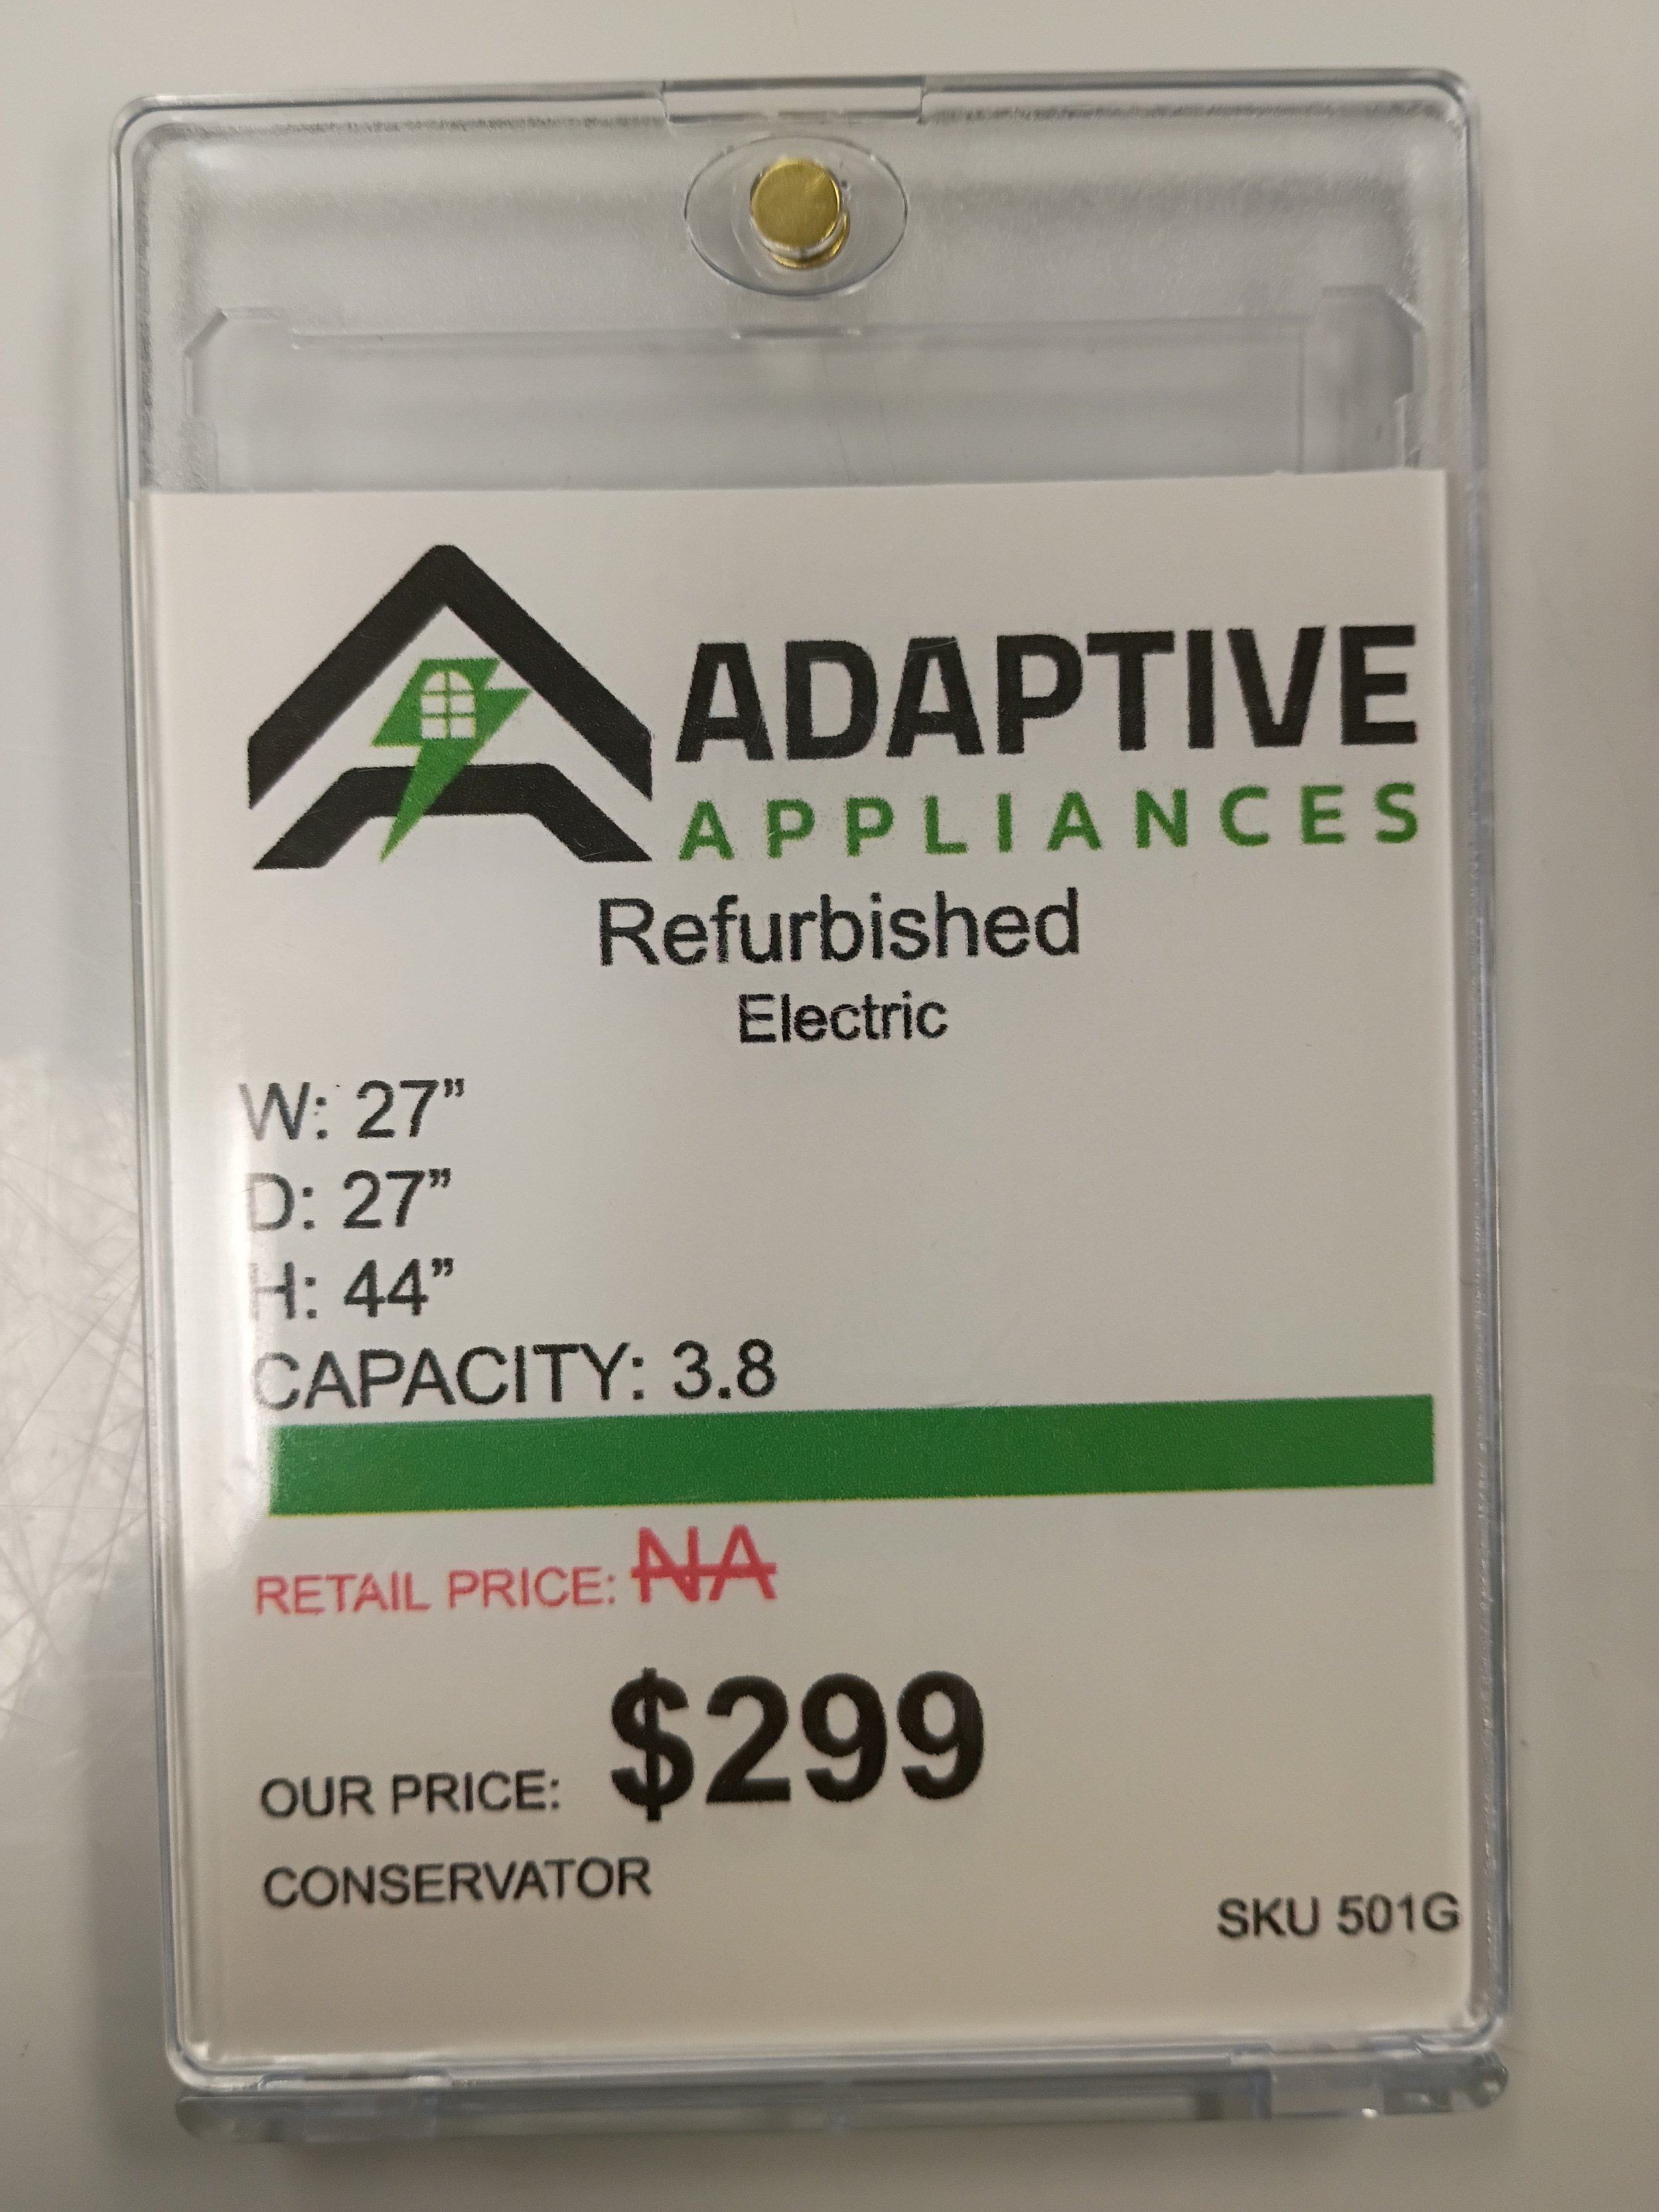 ADAPTIVE
APPLIANCES
Refurbished
Electric
W: 27”
D: 27”
H: 44”
CAPACITY: 3.8
RETAIL PRICE: NA
OUR PRICE: $299
CONSERVATOR
SKU 501G